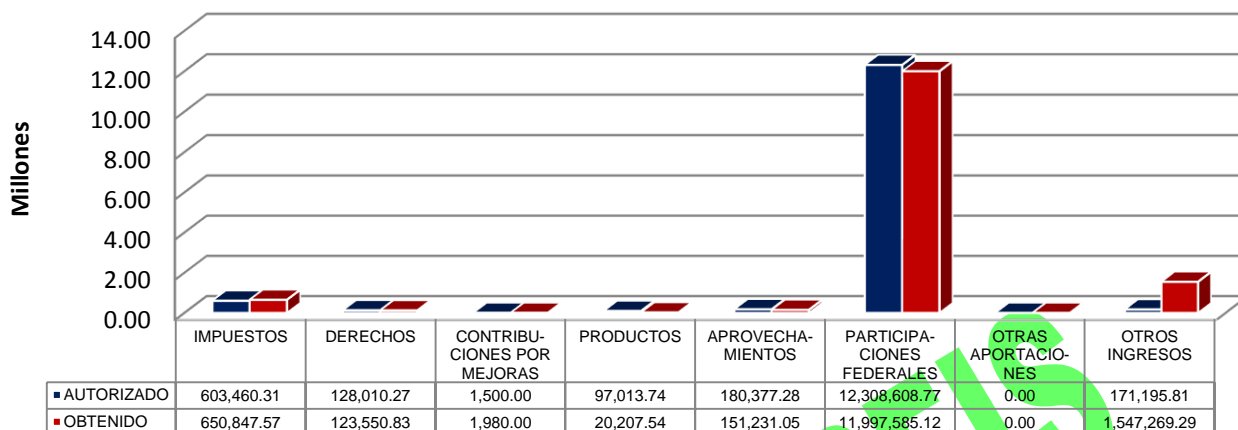 Millones
14.00
12.00
10.00
8.00
6.00
4.00
2.00
0.00
IMPUESTOS DERECHOS CONTRIBU- PRODUCTOS APROVECHA- PARTICIPA- OTRAS OTROS
CIONES POR MIENTOS CIONES APORTACIO- INGRESOS
MEJORAS FEDERALES NES
AUTORIZADO 603,460.31 128,010.27 1,500.00 97,013.74 180,377.28 12,308,608.77 0.00 171,195.81
OBTENIDO 650,847.57 123,550.83 1,980.00 20,207.54 151,231.05 11,997,585.12 0.00 1,547,269.29